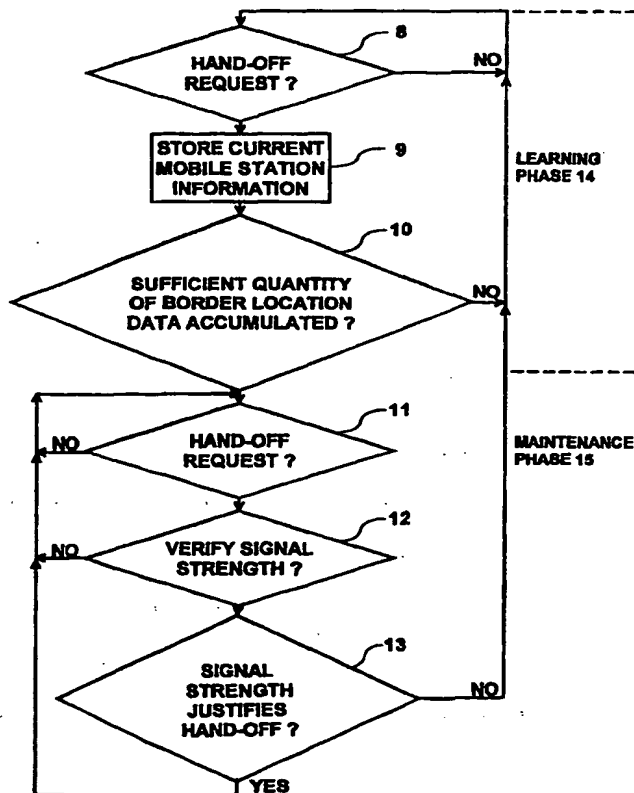 8
HAND-OFF
REQUEST ?
NO
STORE CURRENT
MOBILE STATION
INFORMATION
9
LEARNING
PHASE 14
10
SUFFICIENT QUANTITY
OF BORDER LOCATION
DATA ACCUMULATED ?
NO
11
HAND-OFF
REQUEST ?
NO
MAINTENANCE
PHASE 15
12
VERIFY SIGNAL
STRENGTH ?
NO
13
SIGNAL
STRENGTH
JUSTIFIES
HAND-OFF ?
NO
YES